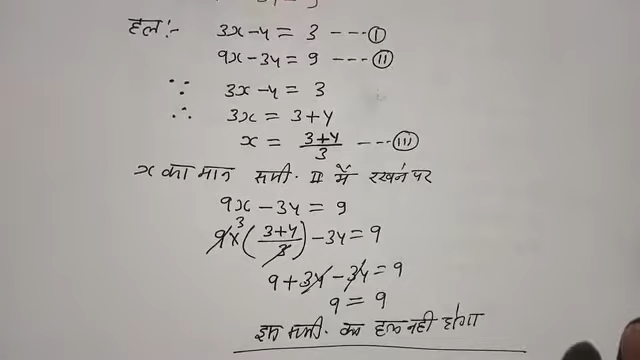 हल :- 3x-y = 3 --- (I)
9x-3y = 9 --- (II)
∵ 3x-y = 3
∴ 3x = 3+y
x = (3+y)/3 --- (III)
x का मान समी. II में रखने पर
9x - 3y = 9
9x(3+y)/3 - 3y = 9
9 + 3y - 3y = 9
9 = 9
इस समी. का हल नही होगा